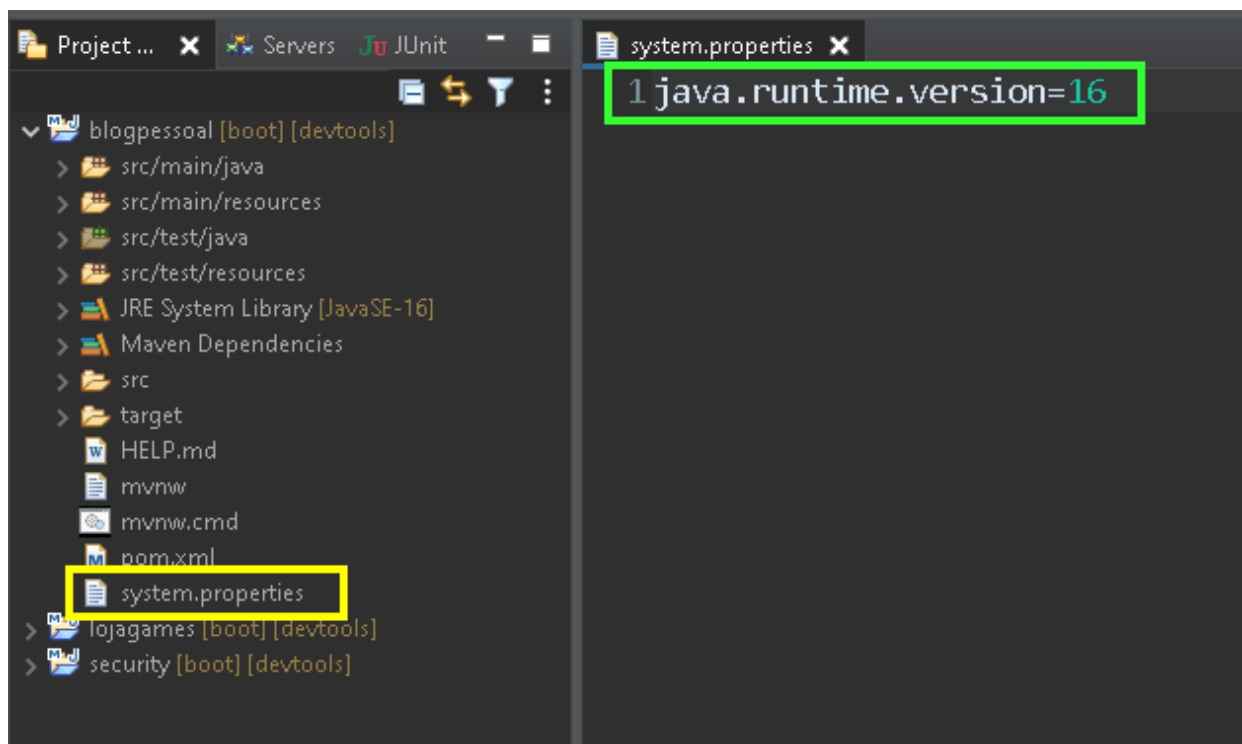 Project ... Servers JUnit
blogpessoal [boot] [devtools]
src/main/java
src/main/resources
src/test/java
src/test/resources
JRE System Library [JavaSE-16]
Maven Dependencies
src
target
HELP.md
mvnw
mvnw.cmd
pom.xml
system.properties
lojagames [boot] [devtools]
security [boot] [devtools]
system.properties
1 java.runtime.version=16